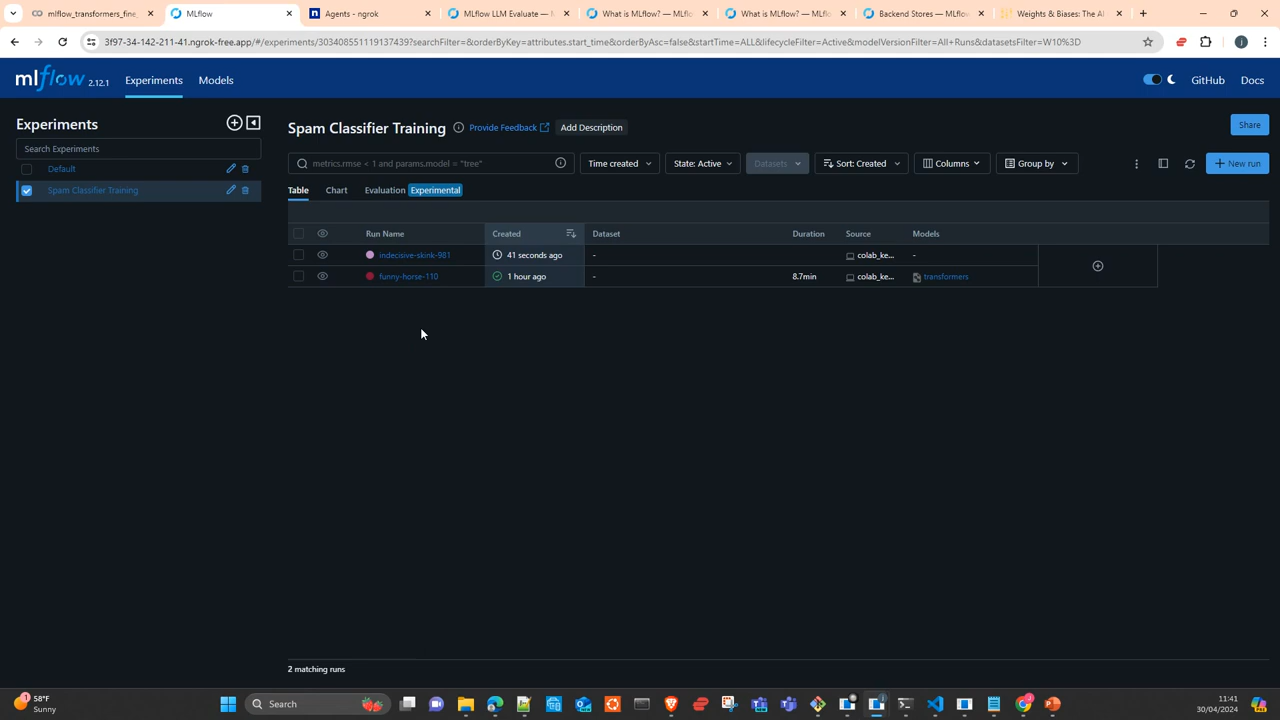 mlflow_transformers_fine_
MLflow
Agents - ngrok
MLflow LLM Evaluate —
What is MLflow? — ML
What is MLflow? — ML
Backend Stores — MLflow
Weights & Biases: The A
3f97-34-142-211-41.ngrok-free.app/#/experiments/303408551119137439?searchFilter=&orderByKey=attributes.start_time&orderByAsc=false&startTime=ALL&lifecycleFilter=Active&modelVersionFilter=All+Runs&datasetsFilter=W10%3D
mlflow 2.12.1
Experiments
Models
GitHub
Docs
Experiments
Search Experiments
Default
Spam Classifier Training
Spam Classifier Training
Provide Feedback
Add Description
Share
metrics.rmse < 1 and params.model = "tree"
Time created
State: Active
Datasets
Sort: Created
Columns
Group by
New run
Table
Chart
Evaluation Experimental
Run Name
Created
Dataset
Duration
Source
Models
indecisive-skink-981
41 seconds ago
-
colab_ke...
-
funny-horse-110
1 hour ago
-
8.7min
colab_ke...
transformers
2 matching runs
1
58°F
Sunny
Search
11:41
30/04/2024